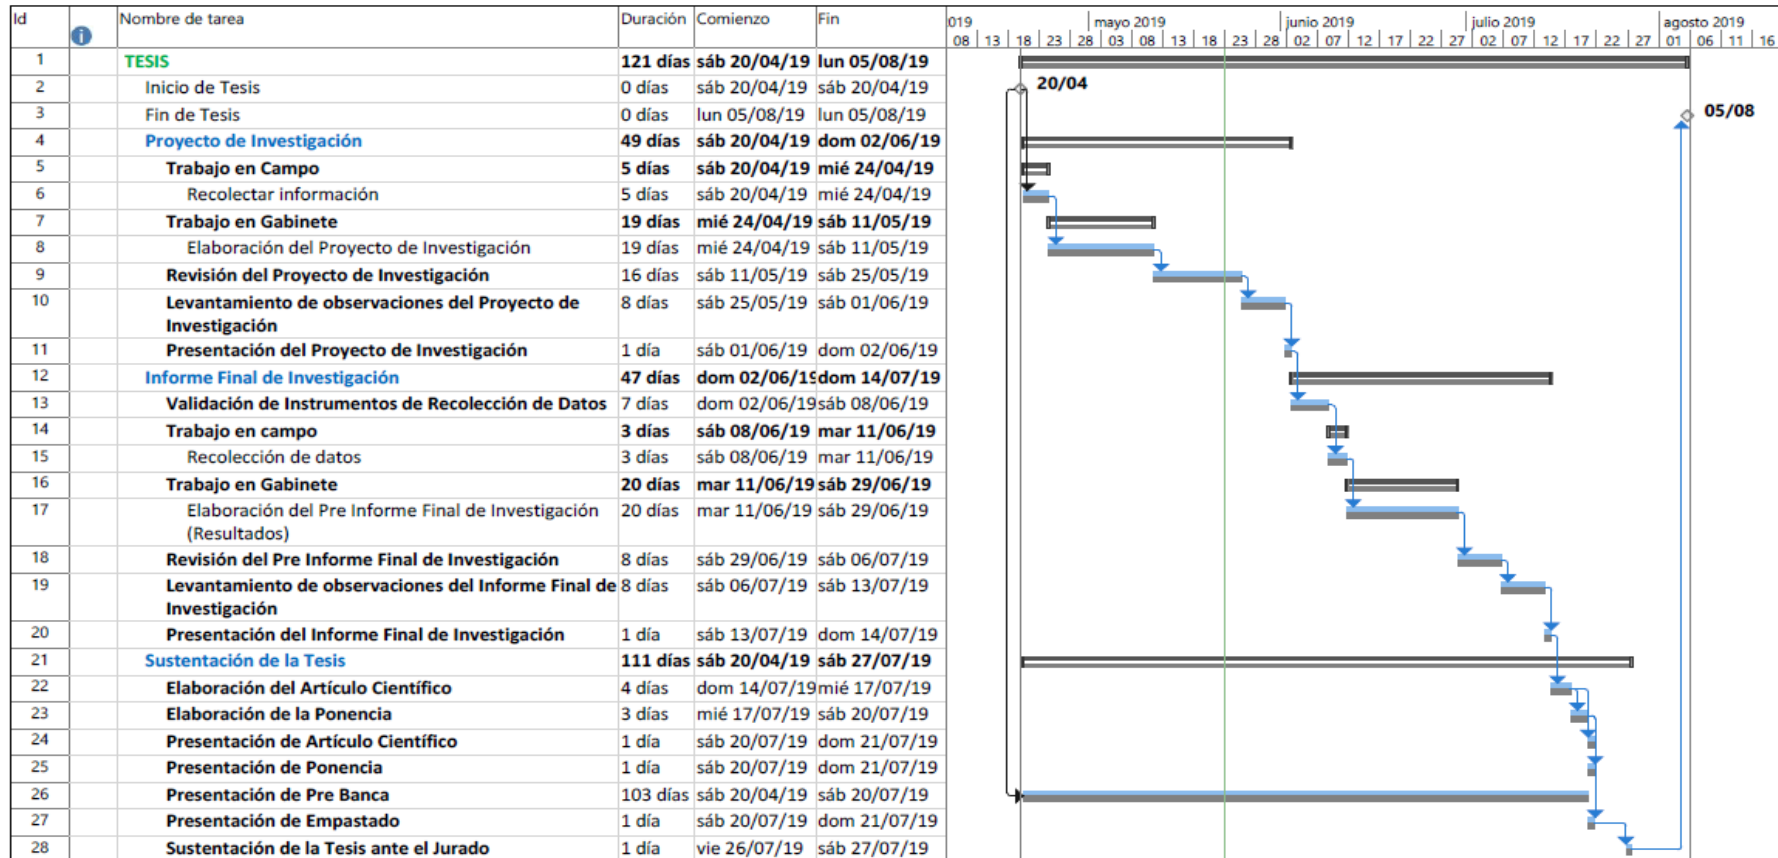 Id Nombre de tarea Duración Comienzo Fin
019 mayo 2019 junio 2019 julio 2019 agosto 2019
08 13 18 23 28 03 08 13 18 23 28 02 07 12 17 22 27 02 07 12 17 22 27 01 06 11 16
1 TESIS 121 días sáb 20/04/19 lun 05/08/19
2 Inicio de Tesis 0 días sáb 20/04/19 sáb 20/04/19 20/04
3 Fin de Tesis 0 días lun 05/08/19 lun 05/08/19 05/08
4 Proyecto de Investigación 49 días sáb 20/04/19 dom 02/06/19
5 Trabajo en Campo 5 días sáb 20/04/19 mié 24/04/19
6 Recolectar información 5 días sáb 20/04/19 mié 24/04/19
7 Trabajo en Gabinete 19 días mié 24/04/19 sáb 11/05/19
8 Elaboración del Proyecto de Investigación 19 días mié 24/04/19 sáb 11/05/19
9 Revisión del Proyecto de Investigación 16 días sáb 11/05/19 sáb 25/05/19
10 Levantamiento de observaciones del Proyecto de 8 días sáb 25/05/19 sáb 01/06/19
Investigación
11 Presentación del Proyecto de Investigación 1 día sáb 01/06/19 dom 02/06/19
12 Informe Final de Investigación 47 días dom 02/06/19 dom 14/07/19
13 Validación de Instrumentos de Recolección de Datos 7 días dom 02/06/19 sáb 08/06/19
14 Trabajo en campo 3 días sáb 08/06/19 mar 11/06/19
15 Recolección de datos 3 días sáb 08/06/19 mar 11/06/19
16 Trabajo en Gabinete 20 días mar 11/06/19 sáb 29/06/19
17 Elaboración del Pre Informe Final de Investigación 20 días mar 11/06/19 sáb 29/06/19
(Resultados)
18 Revisión del Pre Informe Final de Investigación 8 días sáb 29/06/19 sáb 06/07/19
19 Levantamiento de observaciones del Informe Final de 8 días sáb 06/07/19 sáb 13/07/19
Investigación
20 Presentación del Informe Final de Investigación 1 día sáb 13/07/19 dom 14/07/19
21 Sustentación de la Tesis 111 días sáb 20/04/19 sáb 27/07/19
22 Elaboración del Artículo Científico 4 días dom 14/07/19 mié 17/07/19
23 Elaboración de la Ponencia 3 días mié 17/07/19 sáb 20/07/19
24 Presentación de Artículo Científico 1 día sáb 20/07/19 dom 21/07/19
25 Presentación de Ponencia 1 día sáb 20/07/19 dom 21/07/19
26 Presentación de Pre Banca 103 días sáb 20/04/19 sáb 20/07/19
27 Presentación de Empastado 1 día sáb 20/07/19 dom 21/07/19
28 Sustentación de la Tesis ante el Jurado 1 día vie 26/07/19 sáb 27/07/19